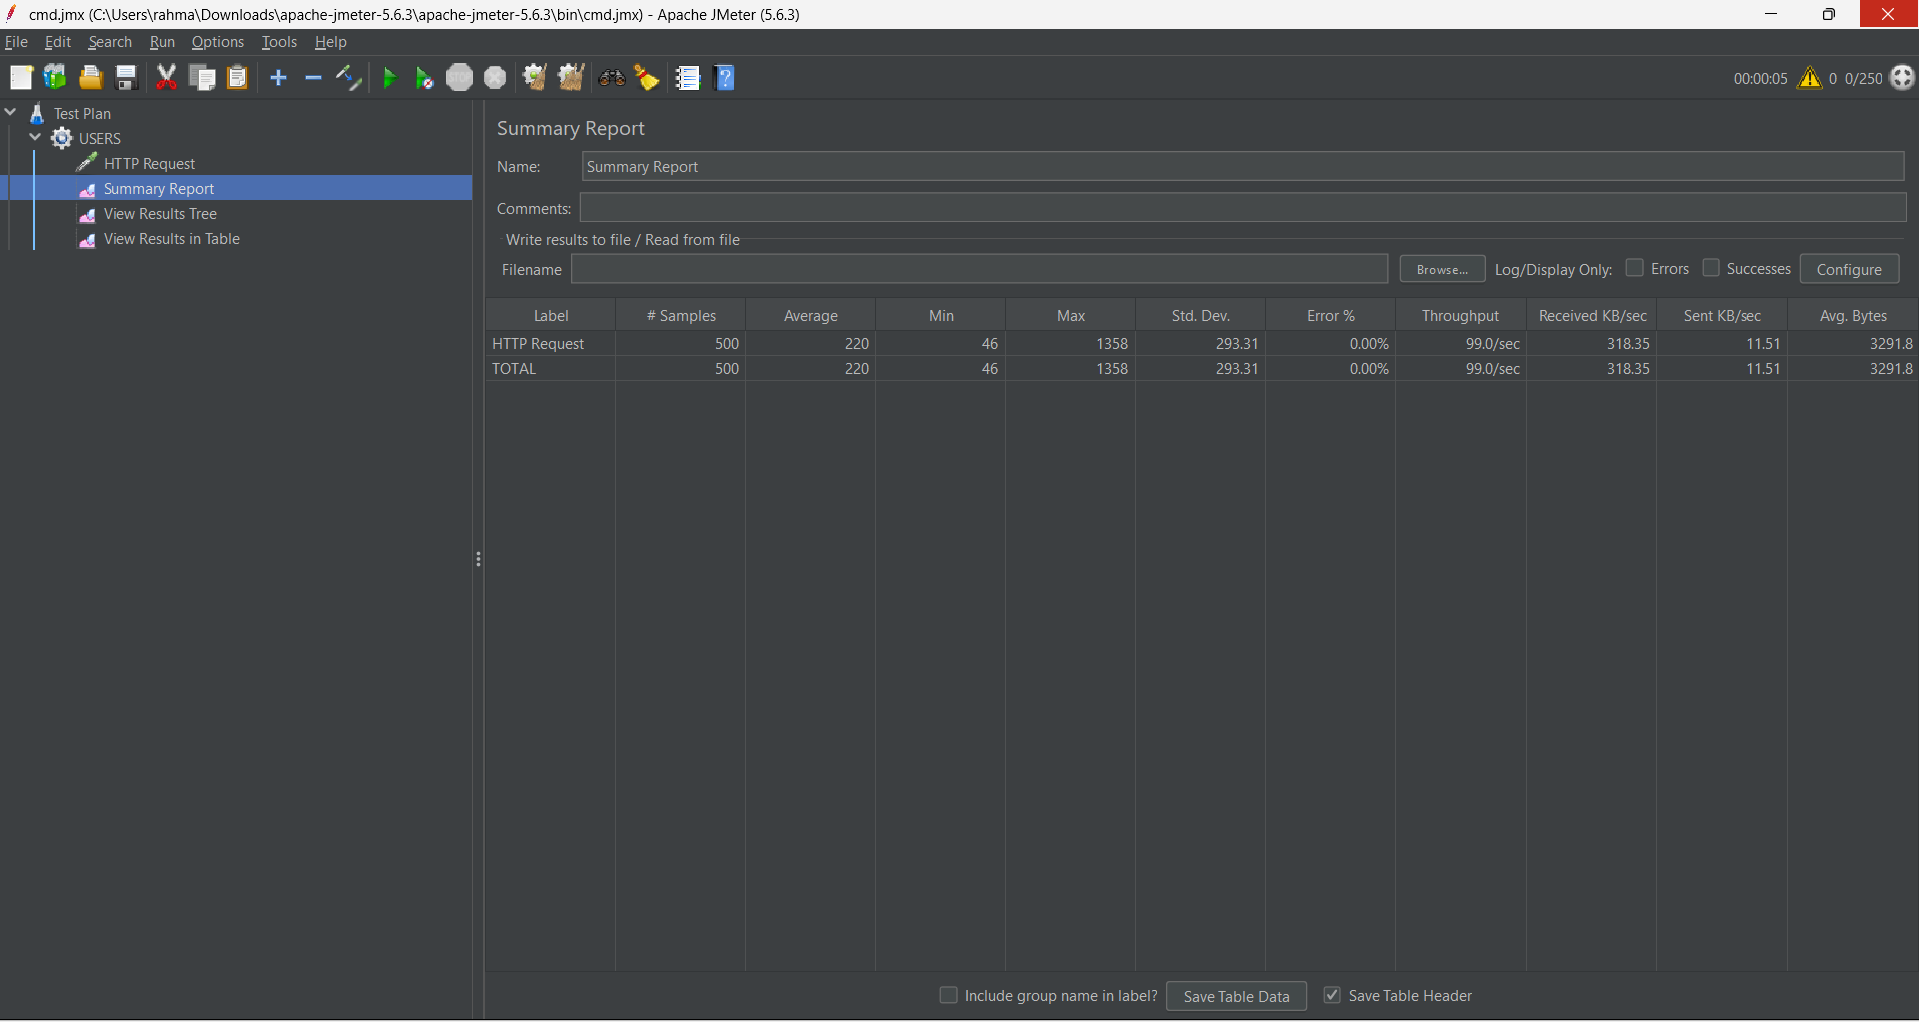 cmd.jmx (C:\Users\rahma\Downloads\apache-jmeter-5.6.3\apache-jmeter-5.6.3\bin\cmd.jmx) - Apache JMeter (5.6.3)
File Edit Search Run Options Tools Help
STOP ? 00:00:05 0 0/250
Test Plan
USERS
HTTP Request
Summary Report
View Results Tree
View Results in Table
Summary Report
Name: Summary Report
Comments:
Write results to file / Read from file
Filename Browse... Log/Display Only: Errors Successes Configure
Label # Samples Average Min Max Std. Dev. Error % Throughput Received KB/sec Sent KB/sec Avg. Bytes
HTTP Request 500 220 46 1358 293.31 0.00% 99.0/sec 318.35 11.51 3291.8
TOTAL 500 220 46 1358 293.31 0.00% 99.0/sec 318.35 11.51 3291.8
Include group name in label? Save Table Data Save Table Header